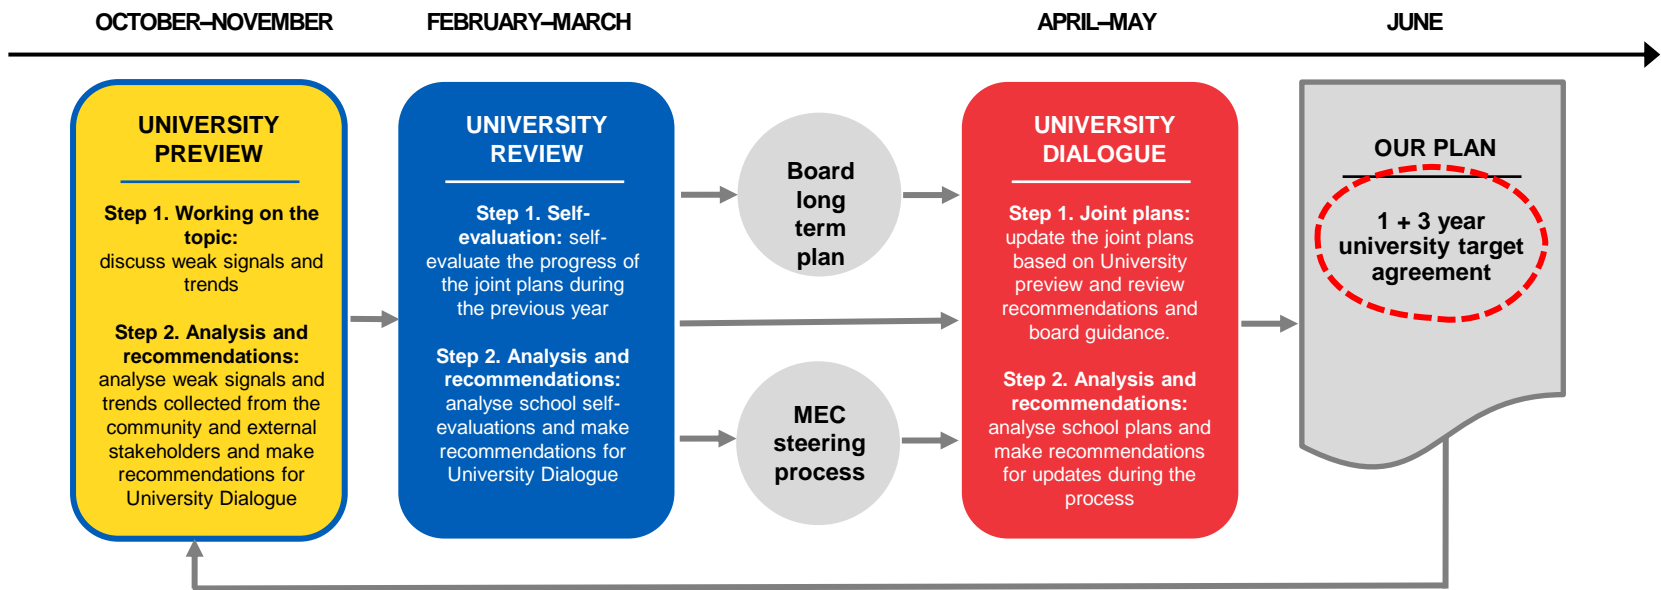 OCTOBER–NOVEMBER
FEBRUARY–MARCH
APRIL–MAY
JUNE
UNIVERSITY
PREVIEW
Step 1. Working on the
topic:
discuss weak signals and
trends
Step 2. Analysis and
recommendations:
analyse weak signals and
trends collected from the
community and external
stakeholders and make
recommendations for
University Dialogue
UNIVERSITY
REVIEW
Step 1. Self-
evaluation: self-
evaluate the progress of
the joint plans during
the previous year
Step 2. Analysis and
recommendations:
analyse school self-
evaluations and make
recommendations for
University Dialogue
Board
long
term
plan
MEC
steering
process
UNIVERSITY
DIALOGUE
Step 1. Joint plans:
update the joint plans
based on University
preview and review
recommendations and
board guidance.
Step 2. Analysis and
recommendations:
analyse school plans and
make recommendations
for updates during the
process
OUR PLAN
1 + 3 year
university target
agreement